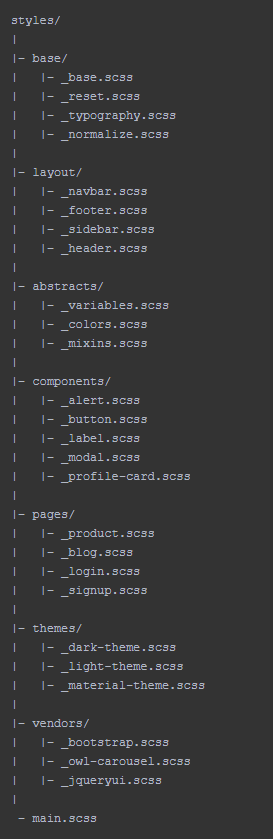 styles/
|
|- base/
|   |- _base.scss
|   |- _reset.scss
|   |- _typography.scss
|   |- _normalize.scss
|
|- layout/
|   |- _navbar.scss
|   |- _footer.scss
|   |- _sidebar.scss
|   |- _header.scss
|
|- abstracts/
|   |- _variables.scss
|   |- _colors.scss
|   |- _mixins.scss
|
|- components/
|   |- _alert.scss
|   |- _button.scss
|   |- _label.scss
|   |- _modal.scss
|   |- _profile-card.scss
|
|- pages/
|   |- _product.scss
|   |- _blog.scss
|   |- _login.scss
|   |- _signup.scss
|
|- themes/
|   |- _dark-theme.scss
|   |- _light-theme.scss
|   |- _material-theme.scss
|
|- vendors/
|   |- _bootstrap.scss
|   |- _owl-carousel.scss
|   |- _jqueryui.scss
|
 - main.scss